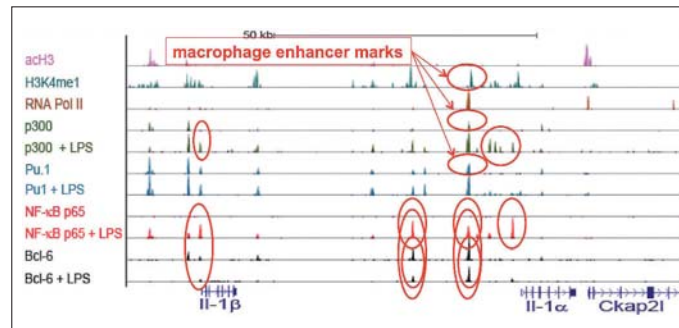 50 kb
macrophage enhancer marks
acH3
H3K4me1
RNA Pol II
p300
p300 + LPS
Pu.1
Pu1 + LPS
NF-κB p65
NF-κB p65 + LPS
Bcl-6
Bcl-6 + LPS
Il-1β Il-1α Ckap2l